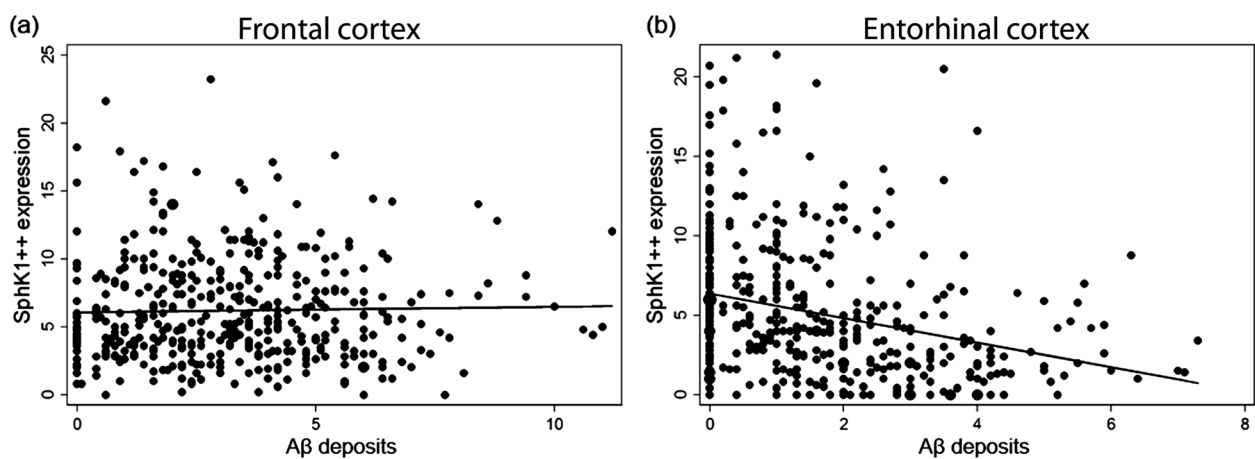 (a) Frontal cortex
25
20
15
10
5
0
SphK1++ expression
0 5 10
Aβ deposits
(b) Entorhinal cortex
20
15
10
5
0
SphK1++ expression
0 2 4 6 8
Aβ deposits